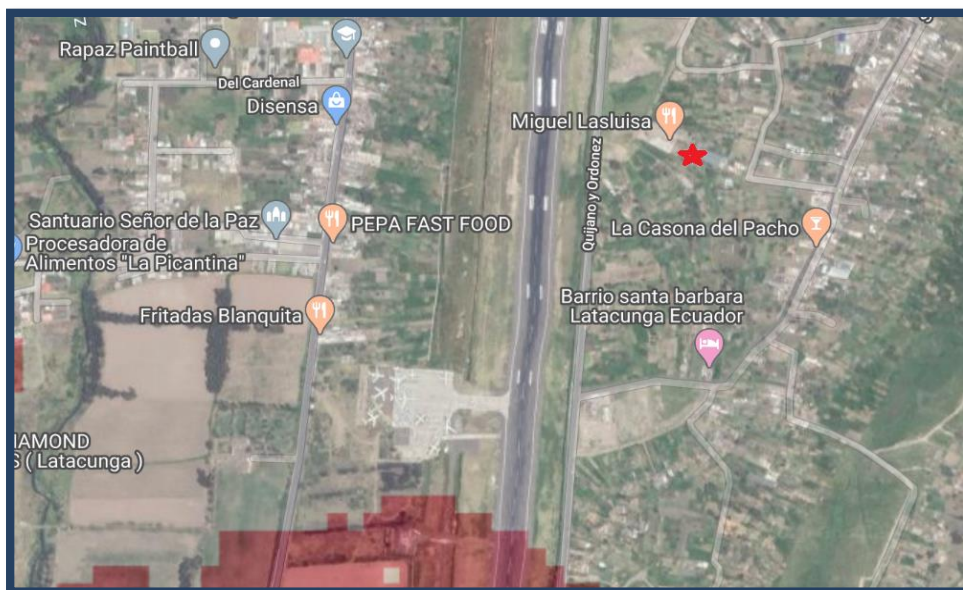 Rapaz Paintball
Del Cardenal
Disensa
Miguel Lasluisa
Quijano y Ordonez
Santuario Señor de la Paz
PEPA FAST FOOD
La Casona del Pacho
Procesadora de
Alimentos "La Picantina"
Barrio santa barbara
Latacunga Ecuador
Fritadas Blanquita
IAMOND
S ( Latacunga )